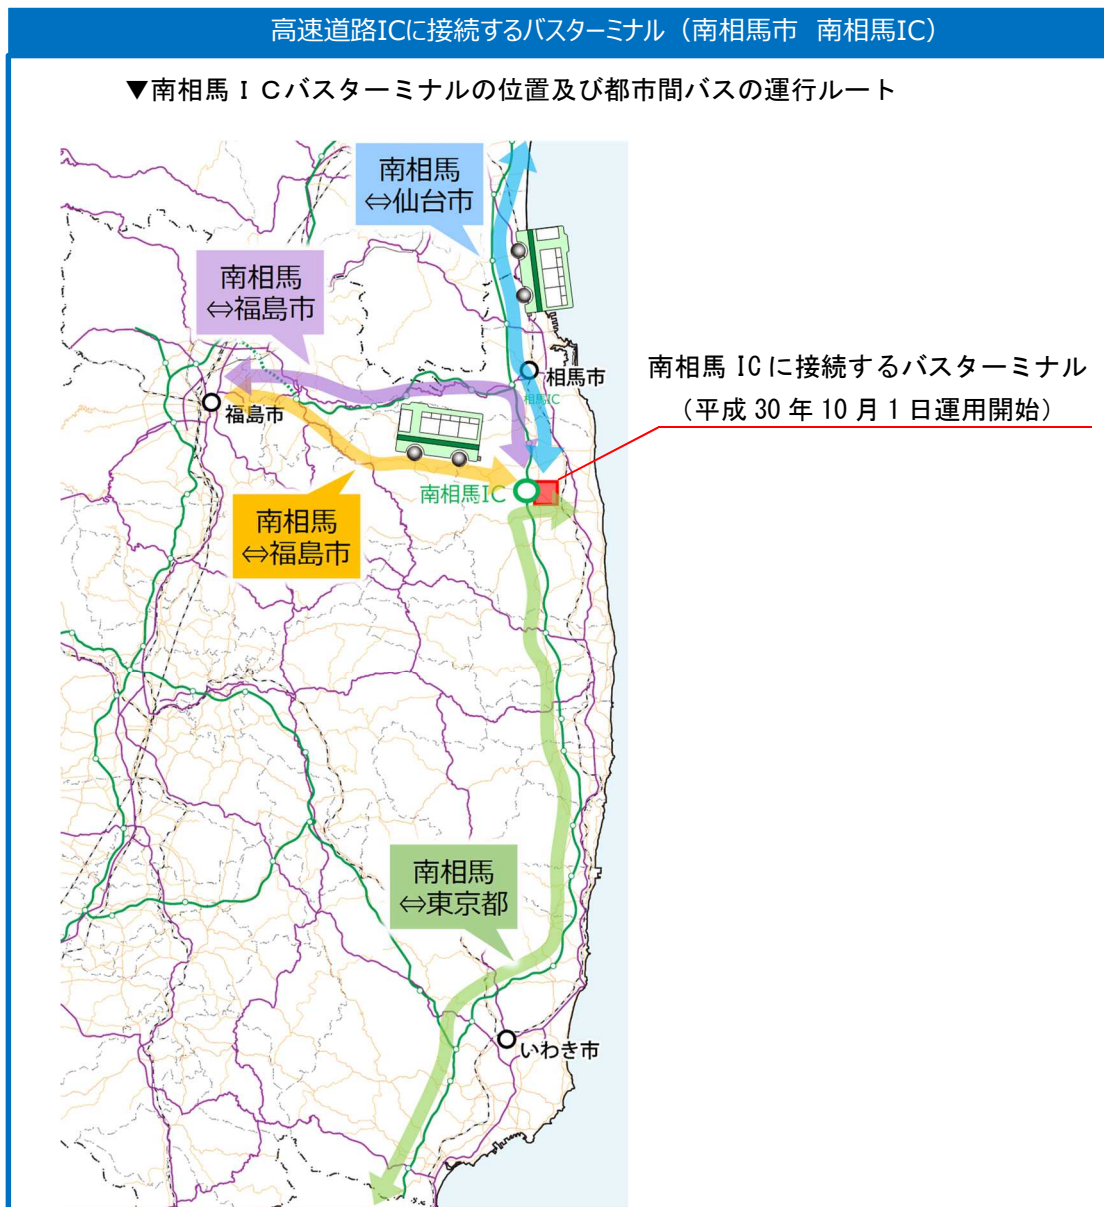 高速道路ICに接続するバスターミナル（南相馬市　南相馬IC）
▼南相馬ＩＣバスターミナルの位置及び都市間バスの運行ルート
南相馬
⇔仙台市
南相馬
⇔福島市
相馬市
相馬IC
南相馬 IC に接続するバスターミナル
（平成 30 年 10 月 1 日運用開始）
福島市
南相馬IC
南相馬
⇔福島市
南相馬
⇔東京都
いわき市